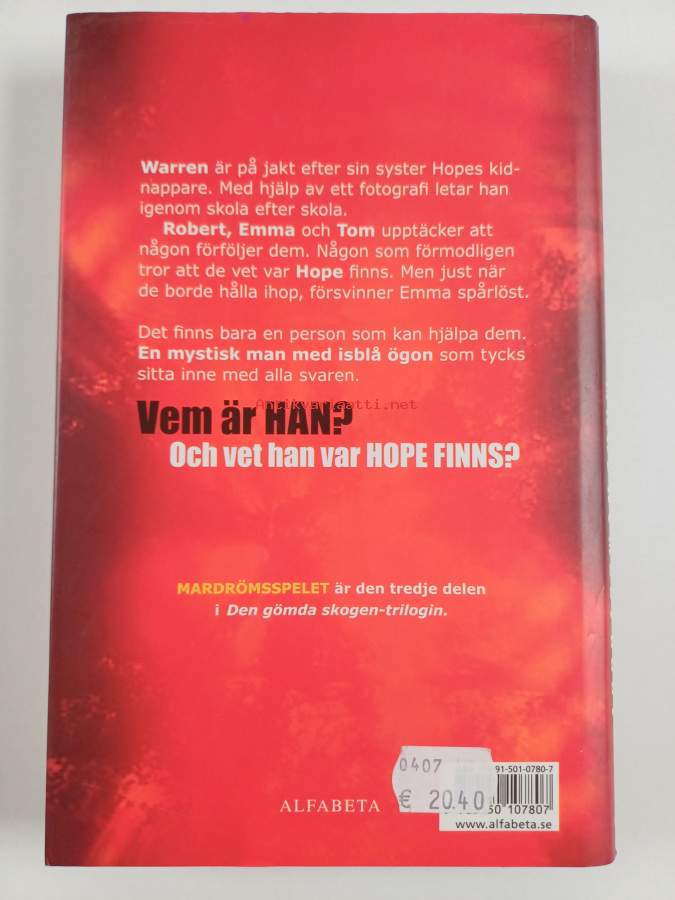 Warren är på jakt efter sin syster Hopes kid-
nappare. Med hjälp av ett fotografi letar han
igenom skola efter skola.
Robert, Emma och Tom upptäcker att
någon förföljer dem. Någon som förmodligen
tror att de vet var Hope finns. Men just när
de borde hålla ihop, försvinner Emma spårlöst.
Det finns bara en person som kan hjälpa dem.
En mystisk man med isblå ögon som tycks
sitta inne med alla svaren.
Antikvariaatti.net
Vem är HAN?
Och vet han var HOPE FINNS?
MARDRÖMSSPELET är den tredje delen
i Den gömda skogen-trilogin.
0407
€ 20.40
91-501-0780-7
50 107807
www.alfabeta.se
ALFABETA